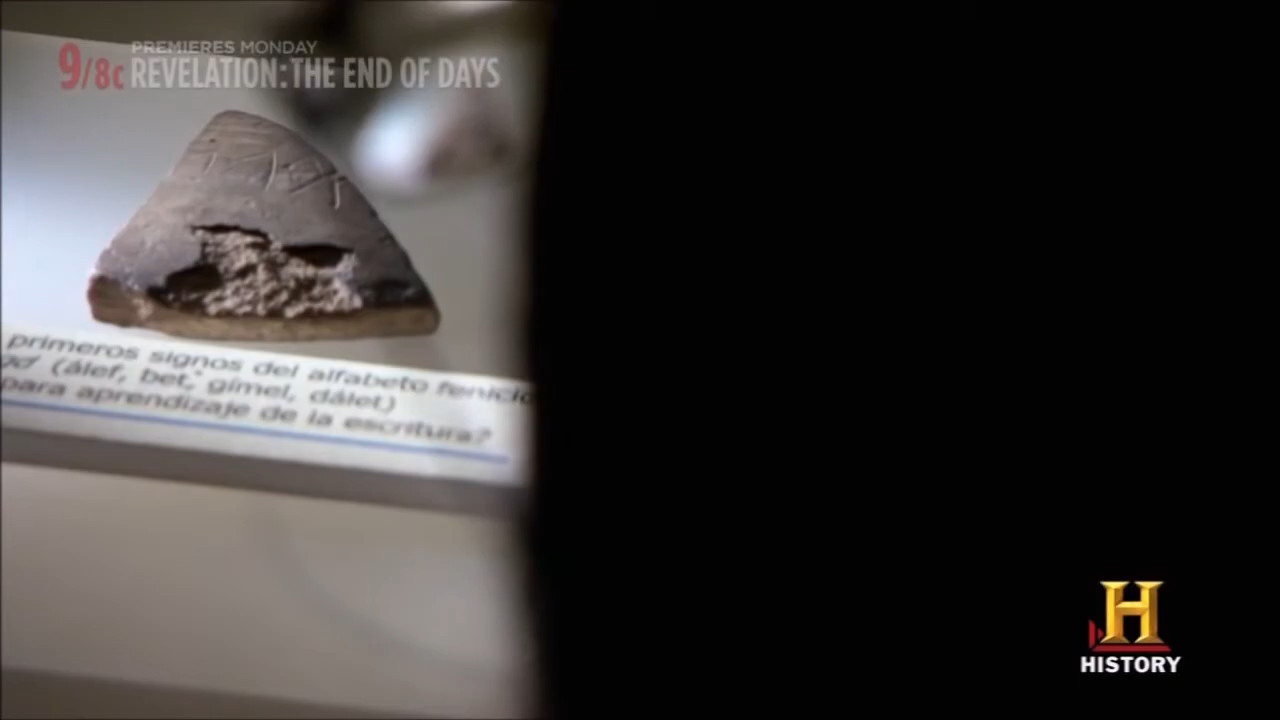 PREMIERES MONDAY
9/8c REVELATION: THE END OF DAYS
primeros signos del alfabeto fenicio
(álef, bet, gímel, dálet)
para aprendizaje de la escritura?
H
HISTORY